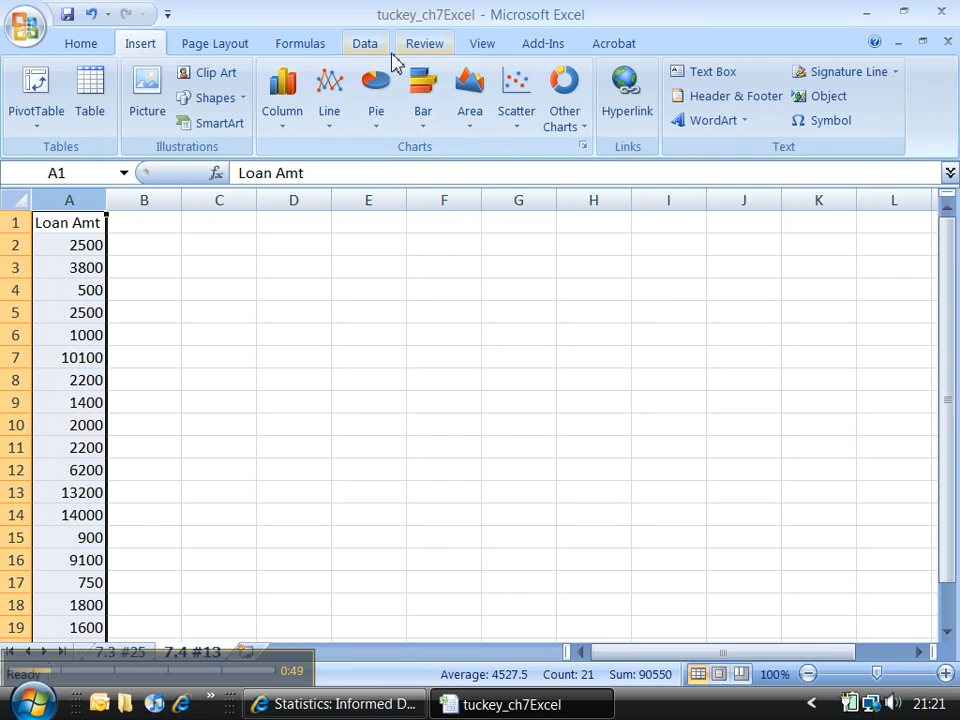 tuckey_ch7Excel - Microsoft Excel
Home Insert Page Layout Formulas Data Review View Add-Ins Acrobat
PivotTable Table Picture Clip Art Shapes SmartArt Column Line Pie Bar Area Scatter Other Charts Hyperlink Text Box Header & Footer WordArt Signature Line Object Symbol
Tables Illustrations Charts Links Text
A1 fx Loan Amt
A B C D E F G H I J K L
1 Loan Amt
2 2500
3 3800
4 500
5 2500
6 1000
7 10100
8 2200
9 1400
10 2000
11 2200
12 6200
13 13200
14 14000
15 900
16 9100
17 750
18 1800
19 1600
7.3 #25 7.4 #13
Ready 0:49 Average: 4527.5 Count: 21 Sum: 90550 100%
Statistics: Informed D... tuckey_ch7Excel 21:21